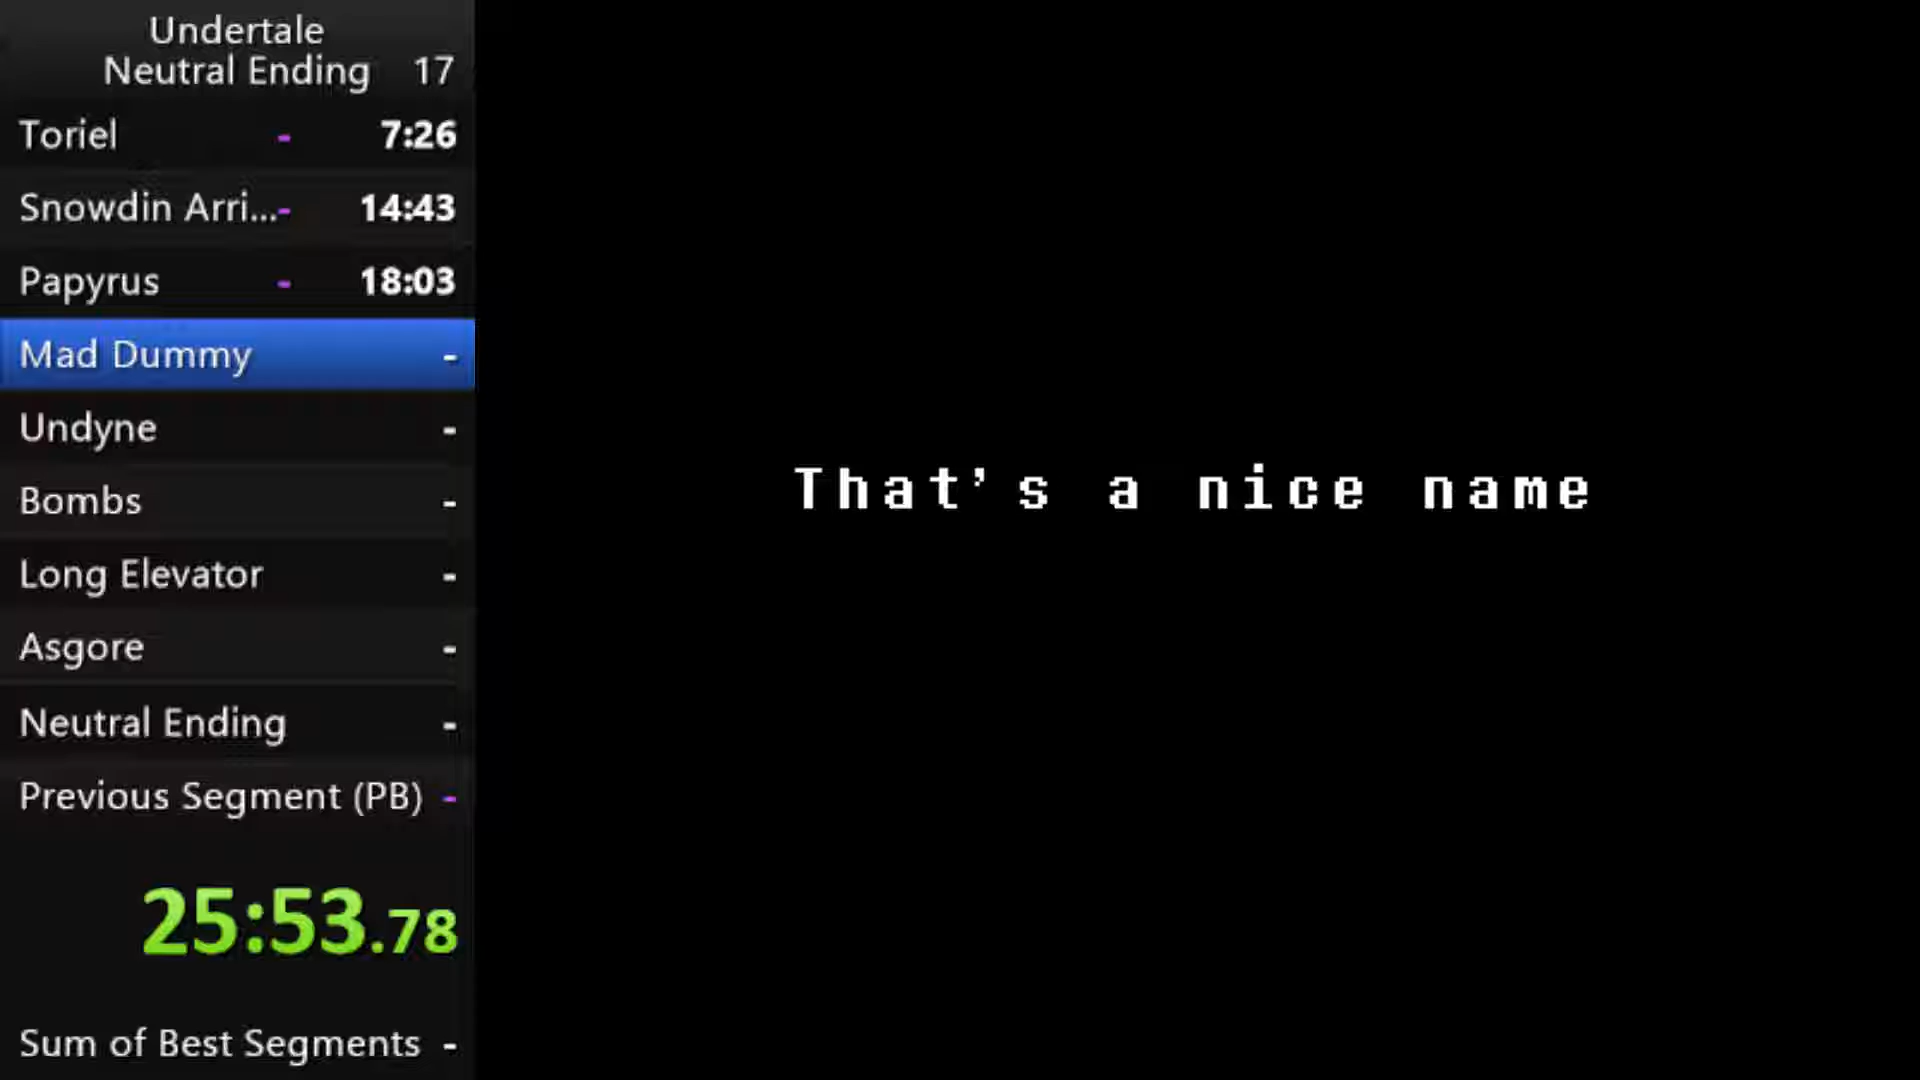 Undertale
Neutral Ending 17
Toriel - 7:26
Snowdin Arri...- 14:43
Papyrus - 18:03
Mad Dummy -
Undyne -
Bombs -
Long Elevator -
Asgore -
Neutral Ending -
Previous Segment (PB) -
25:53.78
Sum of Best Segments -
That's a nice name